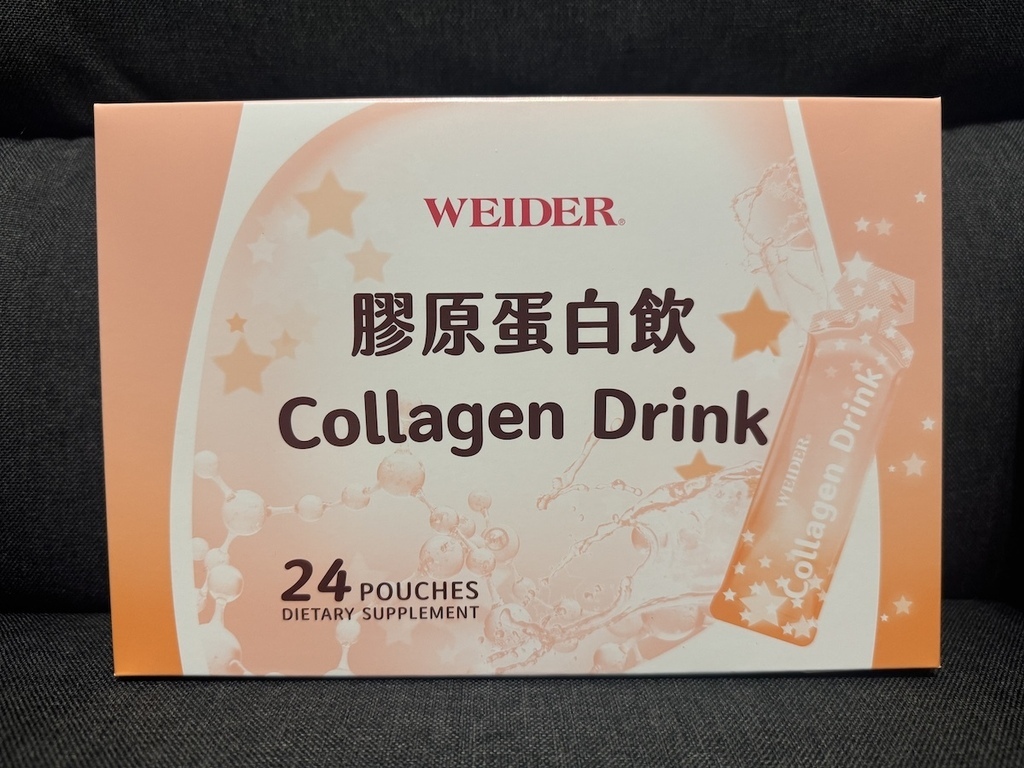 WEIDER®
膠原蛋白飲
Collagen Drink
24 POUCHES
DIETARY SUPPLEMENT
W
WEIDER®
Collagen Drink